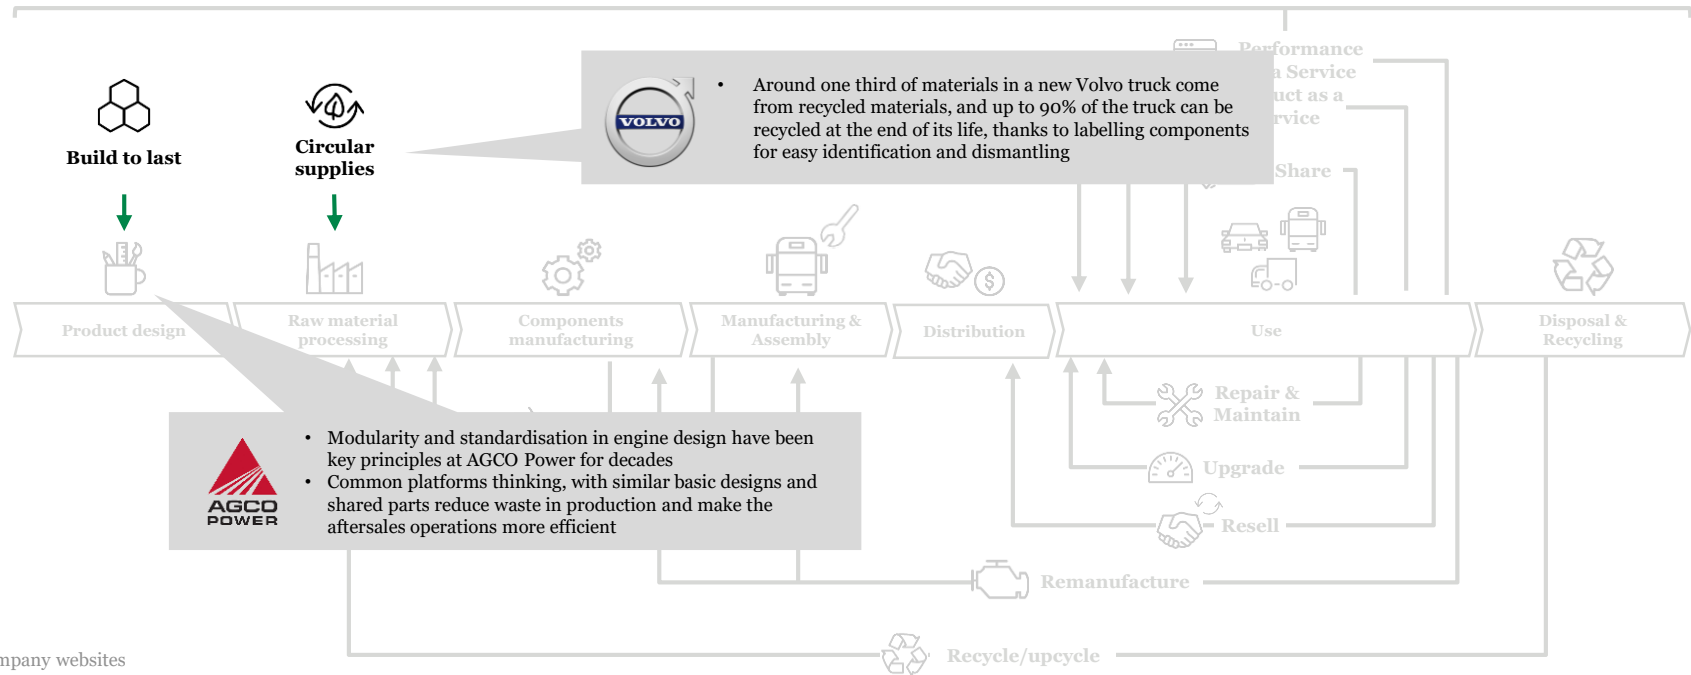 Performance
a Service
uct as a
rvice
Share
Build to last
Circular
supplies
VOLVO
• Around one third of materials in a new Volvo truck come
from recycled materials, and up to 90% of the truck can be
recycled at the end of its life, thanks to labelling components
for easy identification and dismantling
$
Product design
Raw material
processing
Components
manufacturing
Manufacturing &
Assembly
Distribution
Use
Disposal &
Recycling
Repair &
Maintain
Upgrade
Resell
Remanufacture
Recycle/upcycle
AGCO
POWER
• Modularity and standardisation in engine design have been
key principles at AGCO Power for decades
• Common platforms thinking, with similar basic designs and
shared parts reduce waste in production and make the
aftersales operations more efficient
mpany websites